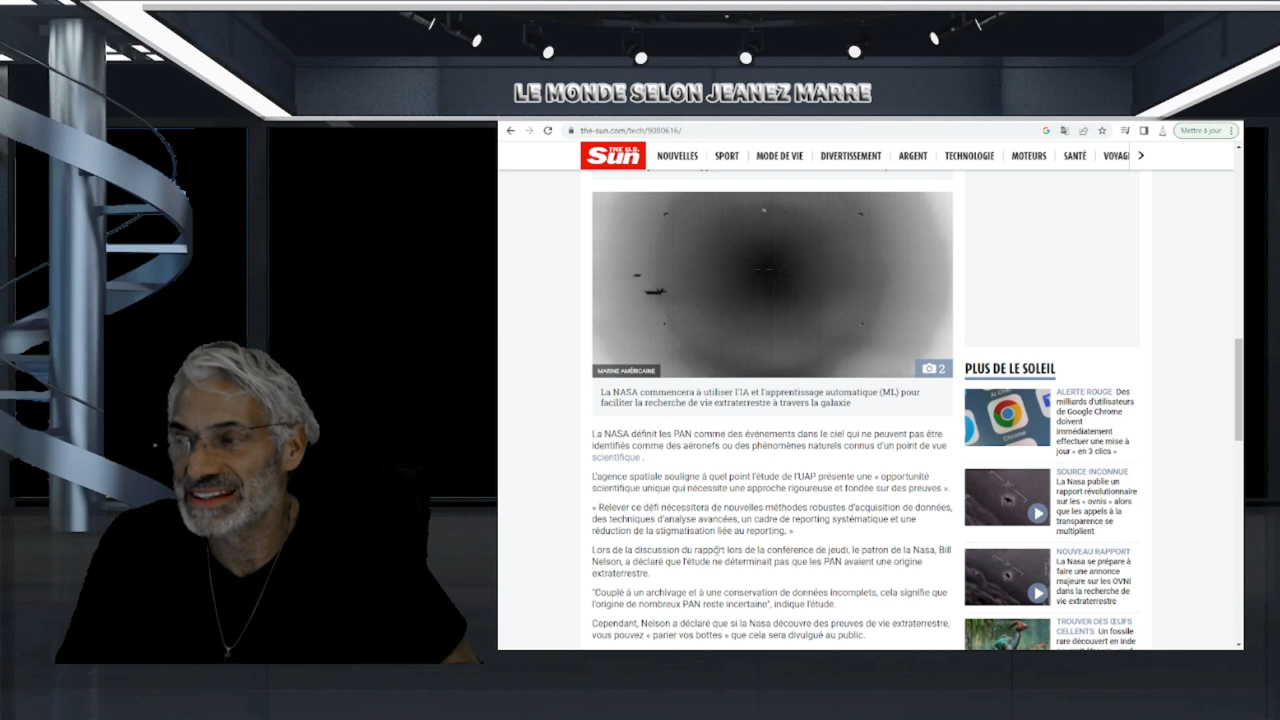 LE MONDE SELON JEANEZ MARRE
the-sun.com/tech/9080616/
Mettre à jour
THE U.S. Sun
NOUVELLES SPORT MODE DE VIE DIVERTISSEMENT ARGENT TECHNOLOGIE MOTEURS SANTÉ VOYAG
MARINE AMÉRICAINE
2
La NASA commencera à utiliser l'IA et l'apprentissage automatique (ML) pour
faciliter la recherche de vie extraterrestre à travers la galaxie
La NASA définit les PAN comme des événements dans le ciel qui ne peuvent pas être
identifiés comme des aéronefs ou des phénomènes naturels connus d'un point de vue
scientifique .
L'agence spatiale souligne à quel point l'étude de l'UAP présente une « opportunité
scientifique unique qui nécessite une approche rigoureuse et fondée sur des preuves ».
« Relever ce défi nécessitera de nouvelles méthodes robustes d'acquisition de données,
des techniques d'analyse avancées, un cadre de reporting systématique et une
réduction de la stigmatisation liée au reporting. »
Lors de la discussion du rapport lors de la conférence de jeudi, le patron de la Nasa, Bill
Nelson, a déclaré que l'étude ne déterminait pas que les PAN avaient une origine
extraterrestre.
"Couplé à un archivage et à une conservation de données incomplets, cela signifie que
l'origine de nombreux PAN reste incertaine", indique l'étude.
Cependant, Nelson a déclaré que si la Nasa découvre des preuves de vie extraterrestre,
vous pouvez « parier vos bottes » que cela sera divulgué au public.
PLUS DE LE SOLEIL
ALERTE ROUGE Des
milliards d'utilisateurs
de Google Chrome
doivent
immédiatement
effectuer une mise à
jour « en 3 clics »
SOURCE INCONNUE
La Nasa publie un
rapport révolutionnaire
sur les « ovnis » alors
que les appels à la
transparence se
multiplient
NOUVEAU RAPPORT
La Nasa se prépare à
faire une annonce
majeure sur les OVNI
dans la recherche de
vie extraterrestre
TROUVER DES ŒUFS
CELLENTS Un fossile
rare découvert en Inde